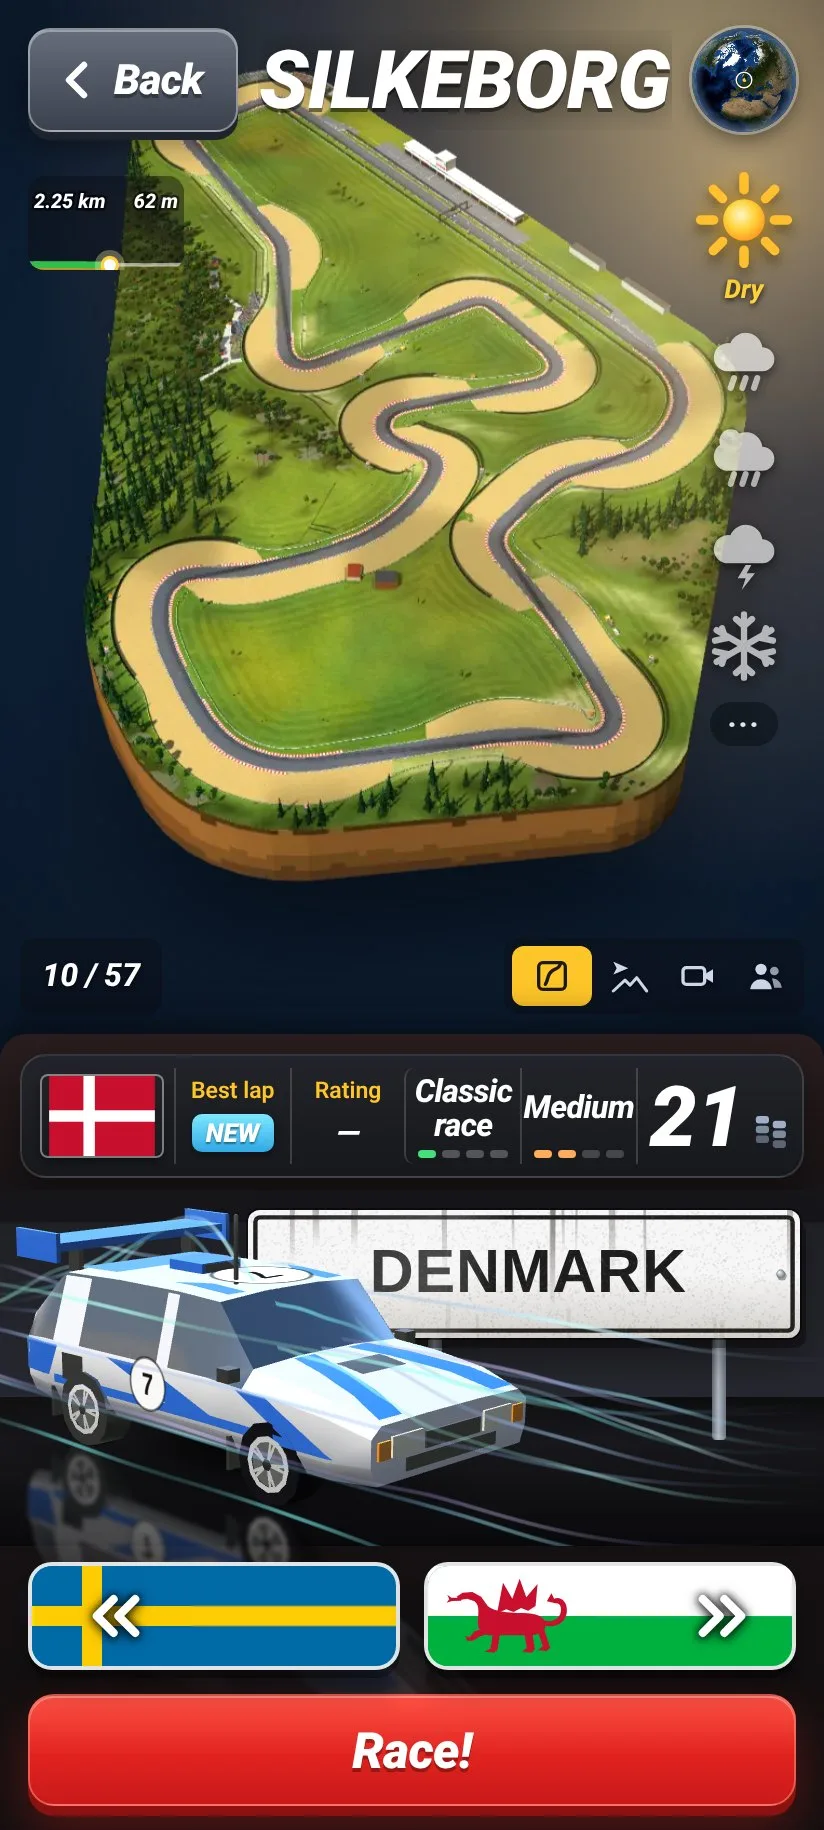 Back
SILKEBORG
2.25 km
62 m
Dry
10 / 57
Best lap
NEW
Rating
–
Classic
race
Medium
21
DENMARK
7
Race!